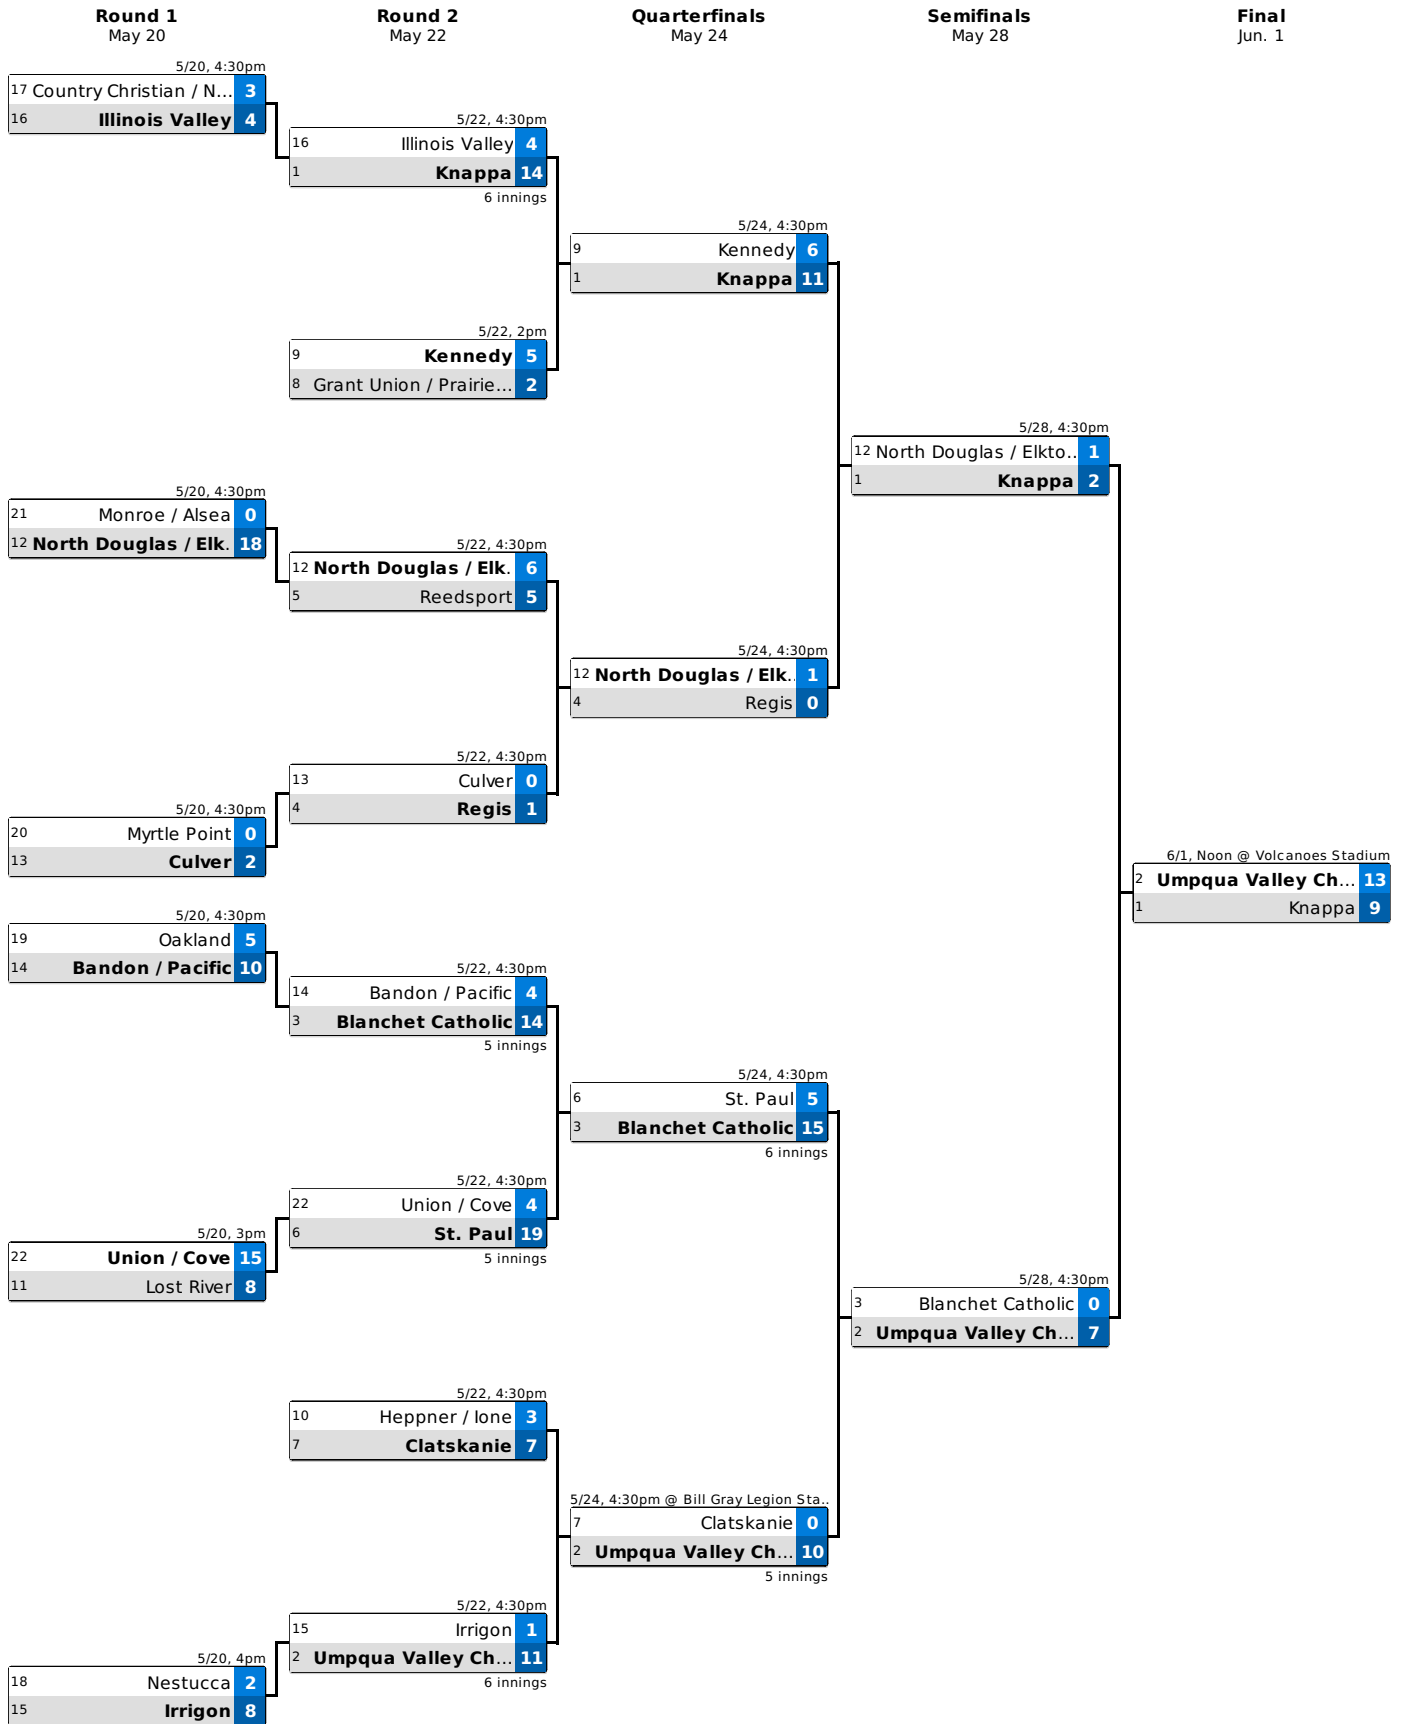 Round 1
May 20
Round 2
May 22
Quarterfinals
May 24
Semifinals
May 28
Final
Jun. 1
5/20, 4:30pm
17 Country Christian / N... 3
16 Illinois Valley 4
5/20, 4:30pm
21 Monroe / Alsea 0
12 North Douglas / Elk. 18
5/20, 4:30pm
20 Myrtle Point 0
13 Culver 2
5/20, 4:30pm
19 Oakland 5
14 Bandon / Pacific 10
5/20, 3pm
22 Union / Cove 15
11 Lost River 8
5/20, 4pm
18 Nestucca 2
15 Irrigon 8
5/22, 4:30pm
16 Illinois Valley 4
1 Knappa 14
6 innings
5/22, 2pm
9 Kennedy 5
8 Grant Union / Prairie... 2
5/22, 4:30pm
12 North Douglas / Elk. 6
5 Reedsport 5
5/22, 4:30pm
13 Culver 0
4 Regis 1
5/22, 4:30pm
14 Bandon / Pacific 4
3 Blanchet Catholic 14
5 innings
5/22, 4:30pm
22 Union / Cove 4
6 St. Paul 19
5 innings
5/22, 4:30pm
10 Heppner / Ione 3
7 Clatskanie 7
5/22, 4:30pm
15 Irrigon 1
2 Umpqua Valley Ch... 11
6 innings
5/24, 4:30pm
9 Kennedy 6
1 Knappa 11
5/24, 4:30pm
12 North Douglas / Elk.. 1
4 Regis 0
5/24, 4:30pm
6 St. Paul 5
3 Blanchet Catholic 15
6 innings
5/24, 4:30pm @ Bill Gray Legion Sta..
7 Clatskanie 0
2 Umpqua Valley Ch... 10
5 innings
5/28, 4:30pm
12 North Douglas / Elkto.. 1
1 Knappa 2
5/28, 4:30pm
3 Blanchet Catholic 0
2 Umpqua Valley Ch... 7
6/1, Noon @ Volcanoes Stadium
2 Umpqua Valley Ch... 13
1 Knappa 9